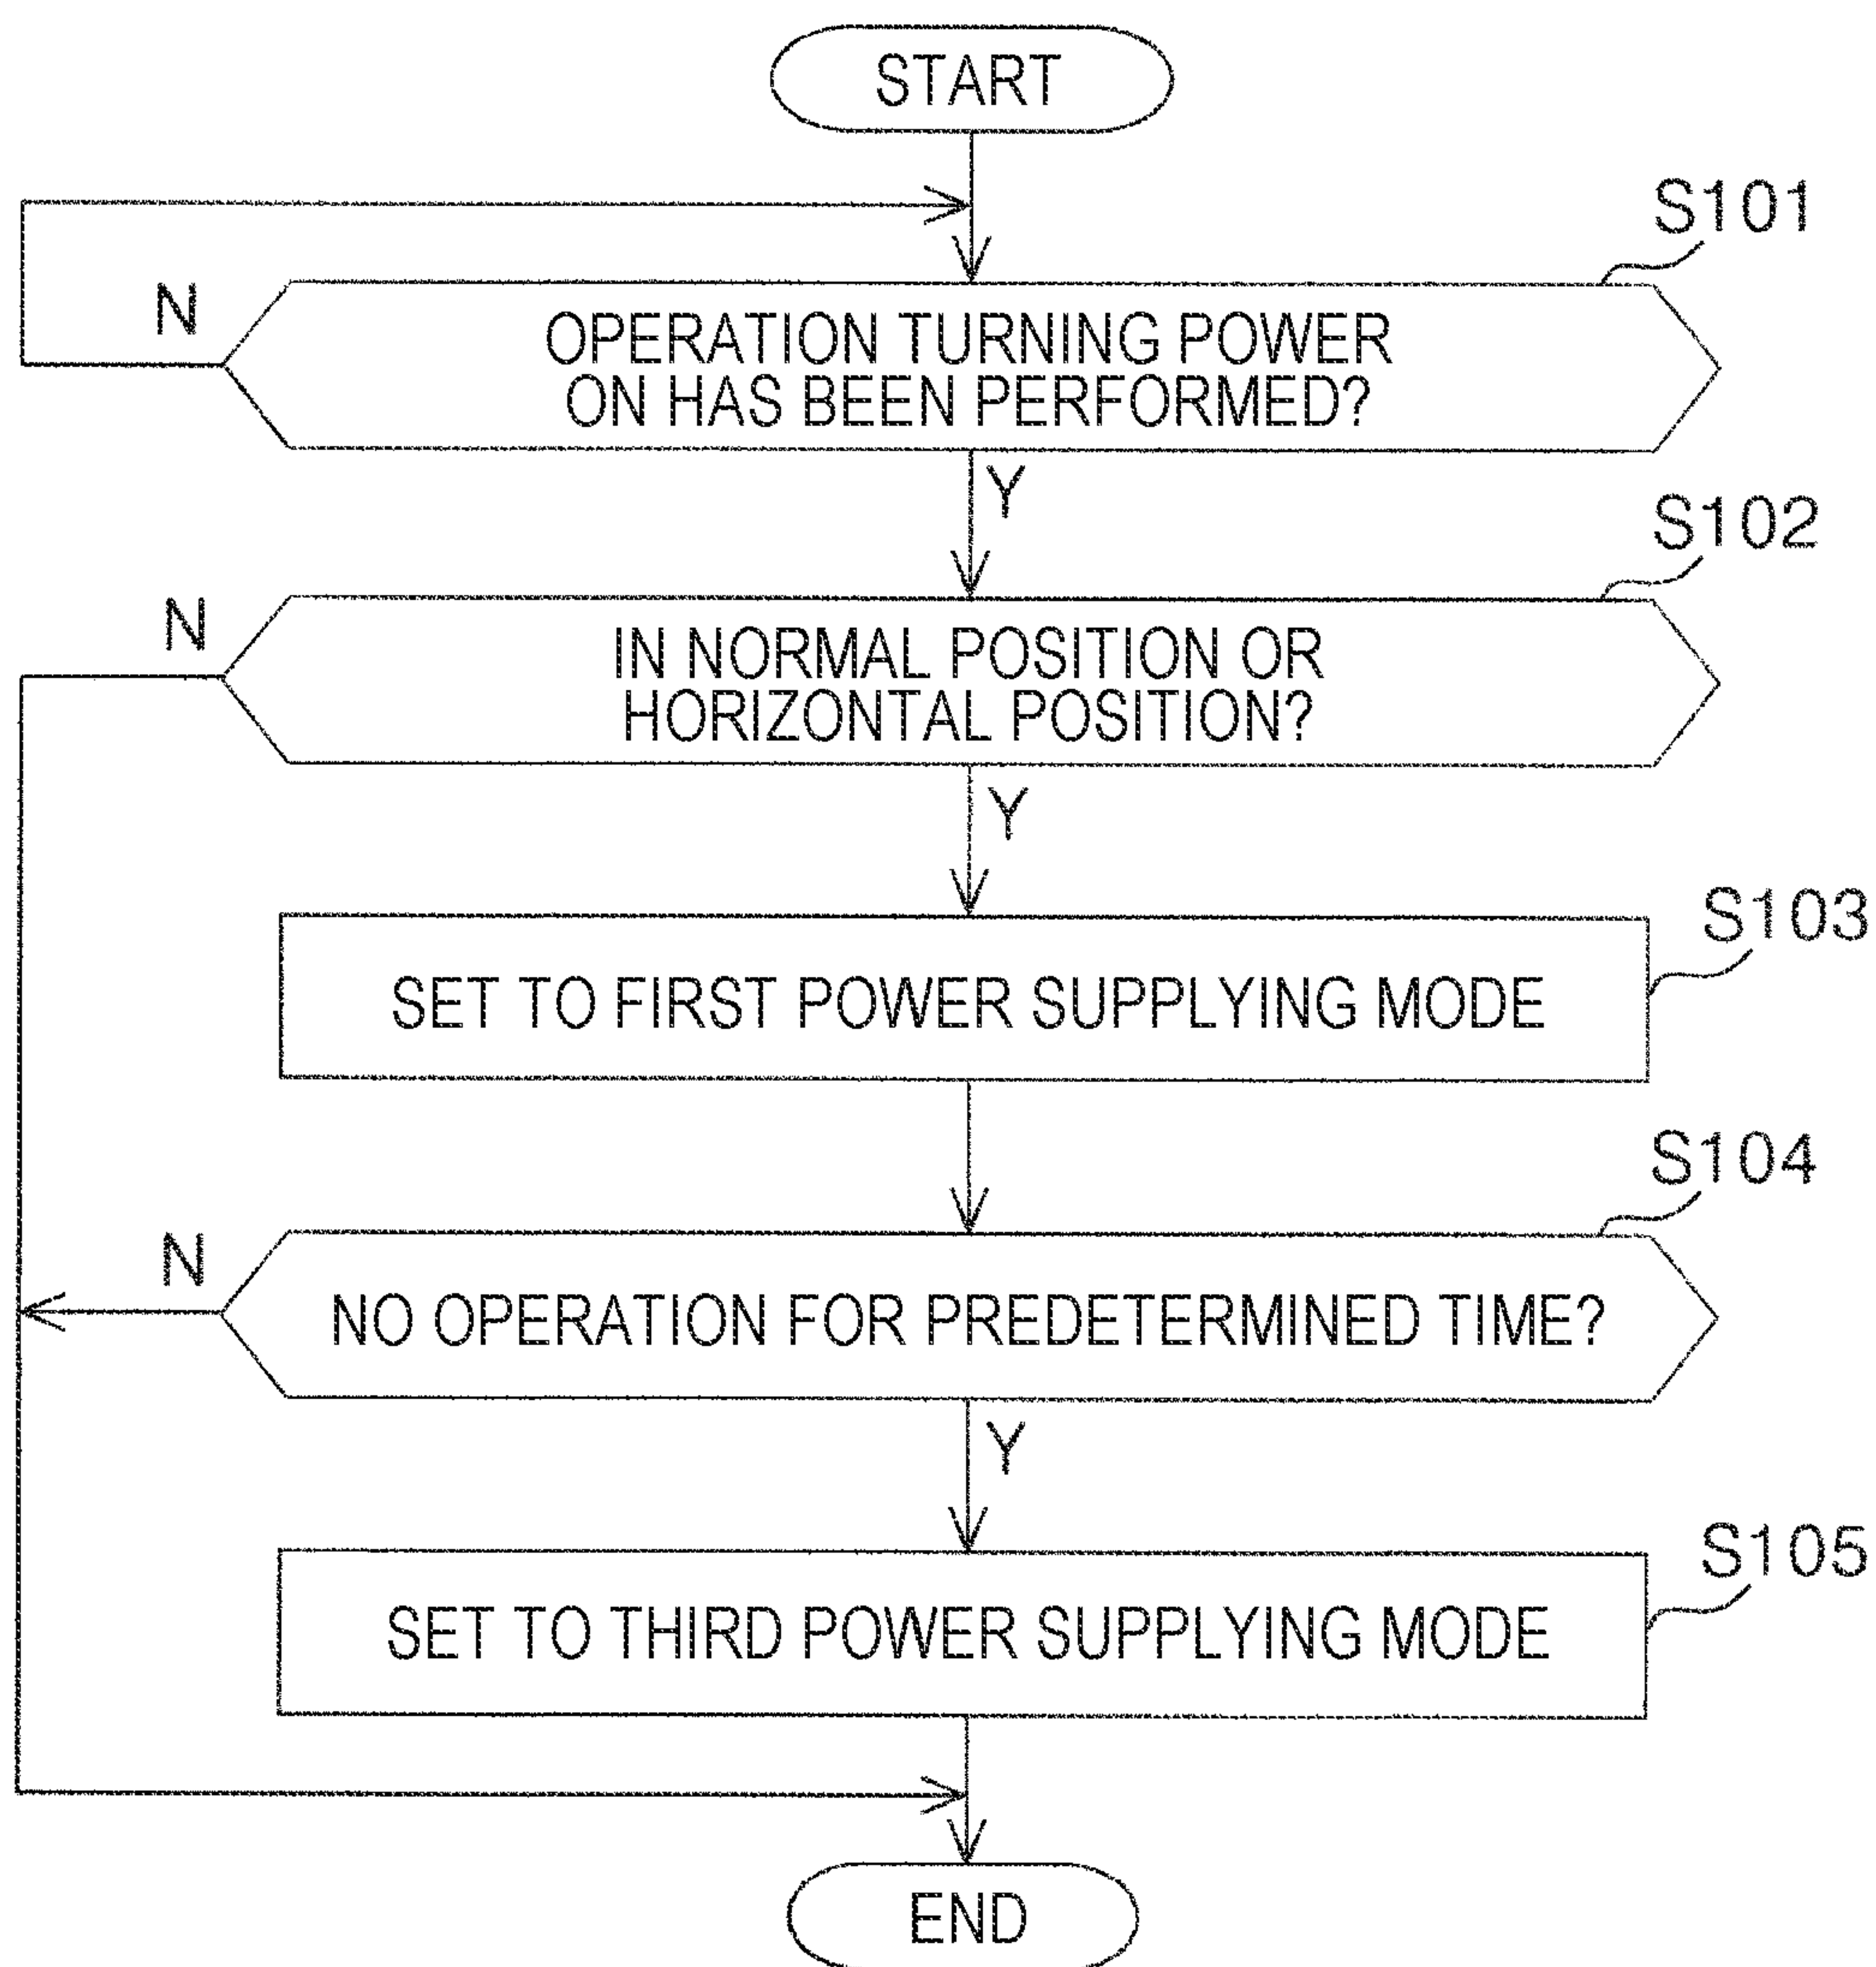 START
S101
N
OPERATION TURNING POWER
ON HAS BEEN PERFORMED?
Y
S102
N
IN NORMAL POSITION OR
HORIZONTAL POSITION?
Y
S103
SET TO FIRST POWER SUPPLYING MODE
S104
N
NO OPERATION FOR PREDETERMINED TIME?
Y
S105
SET TO THIRD POWER SUPPLYING MODE
END